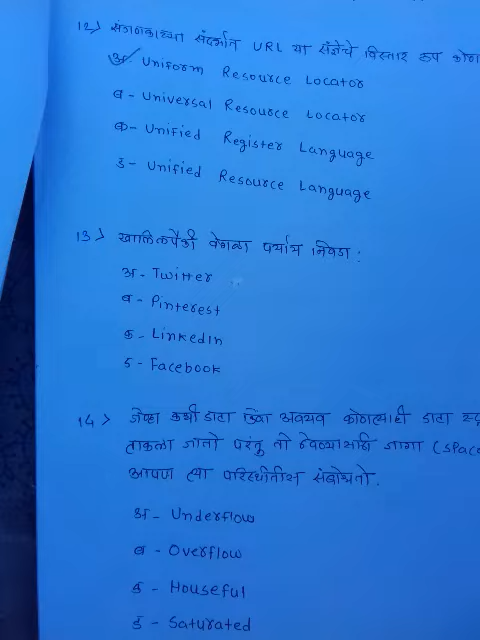 12) संगणकाच्या संदर्भात URL या संज्ञेचे विस्तार रूप कोण
अ - Uniform Resource Locator
ब - Universal Resource Locator
क - Unified Register Language
ड - Unified Resource Language
13) खालिलपैकी वेगळा पर्याय निवडा :
अ - Twitter
ब - Pinterest
क - LinkedIn
ड - Facebook
14) जेव्हा कधी डाटा किंवा अवयव कोणत्याही डाटा
टाकला जातो परंतु तो ठेवण्यासाठी जागा (space
आपण त्या परिस्थितीस संबोधतो.
अ - Underflow
ब - Overflow
क - Houseful
ड - Saturated